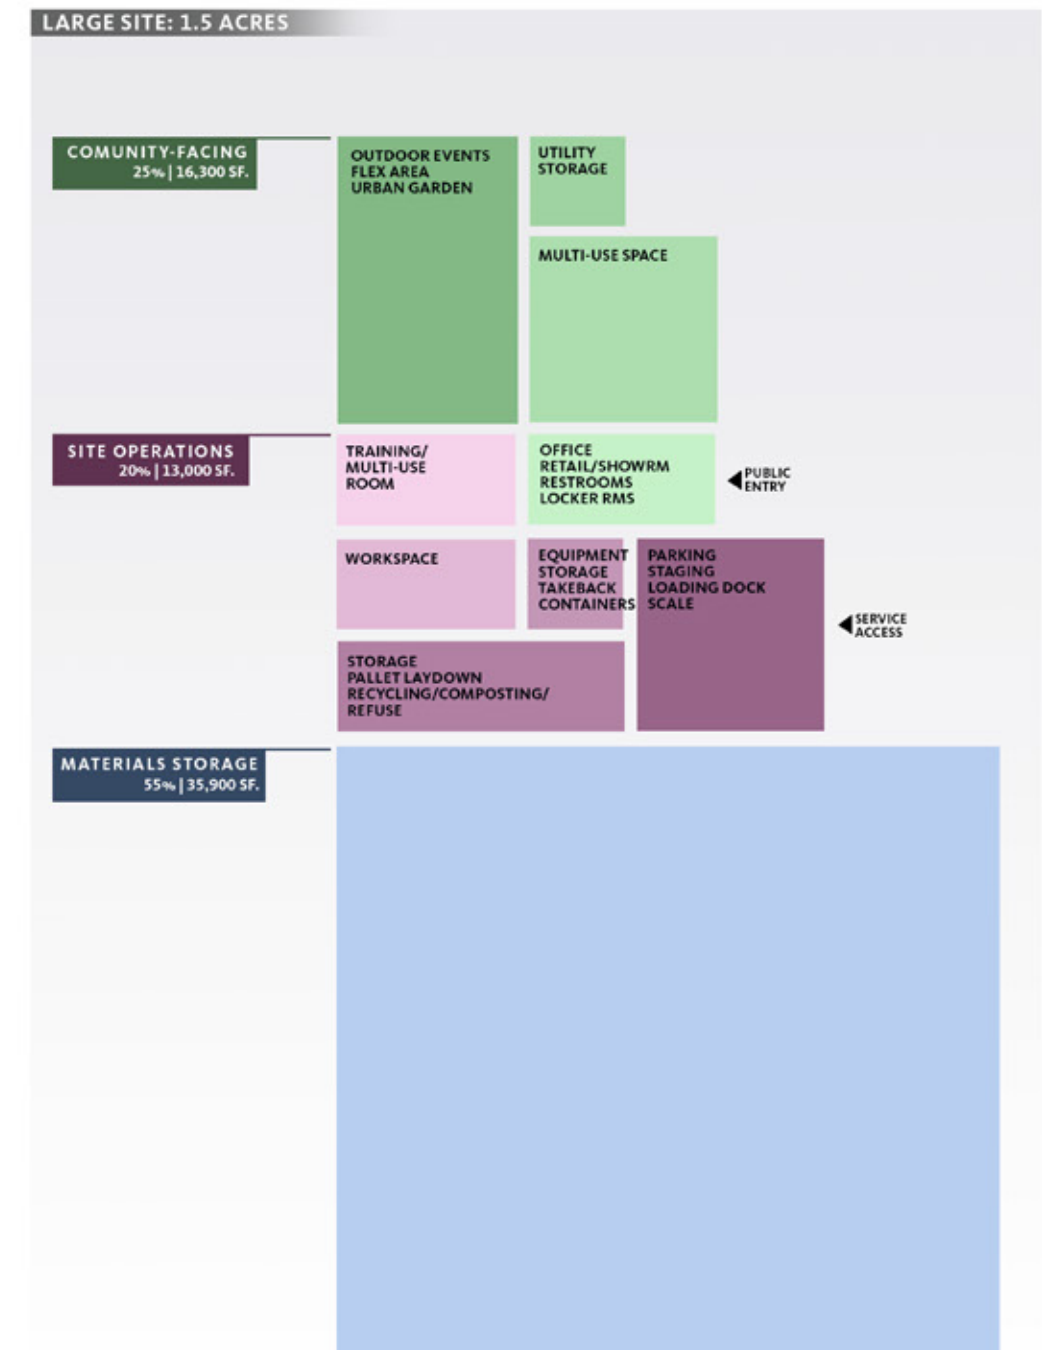 LARGE SITE: 1.5 ACRES
COMUNITY-FACING
25% | 16,300 SF.
OUTDOOR EVENTS
FLEX AREA
URBAN GARDEN
UTILITY
STORAGE
MULTI-USE SPACE
SITE OPERATIONS
20% | 13,000 SF.
TRAINING/
MULTI-USE
ROOM
OFFICE
RETAIL/SHOWRM
RESTROOMS
LOCKER RMS
PUBLIC
ENTRY
WORKSPACE
EQUIPMENT
STORAGE
TAKEBACK
CONTAINERS
PARKING
STAGING
LOADING DOCK
SCALE
SERVICE
ACCESS
STORAGE
PALLET LAYDOWN
RECYCLING/COMPOSTING/
REFUSE
MATERIALS STORAGE
55% | 35,900 SF.